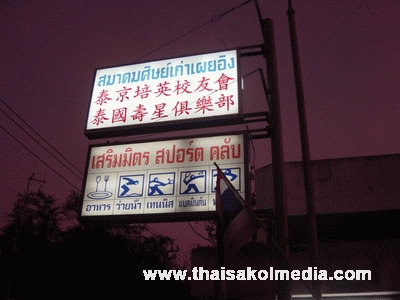 สมาคมศิษย์เก่าเผยอิง
泰京培英校友會
泰國壽星俱樂部
เสริมมิตร สปอร์ต คลับ
อาหาร ว่ายน้ำ เทนนิส แบดมินตัน
www.thaisakolmedia.com